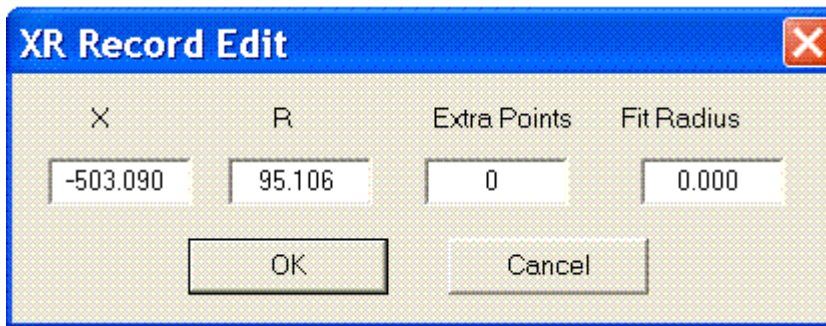 XR Record Edit
X R Extra Points Fit Radius
-503.090 95.106 0 0.000
OK Cancel